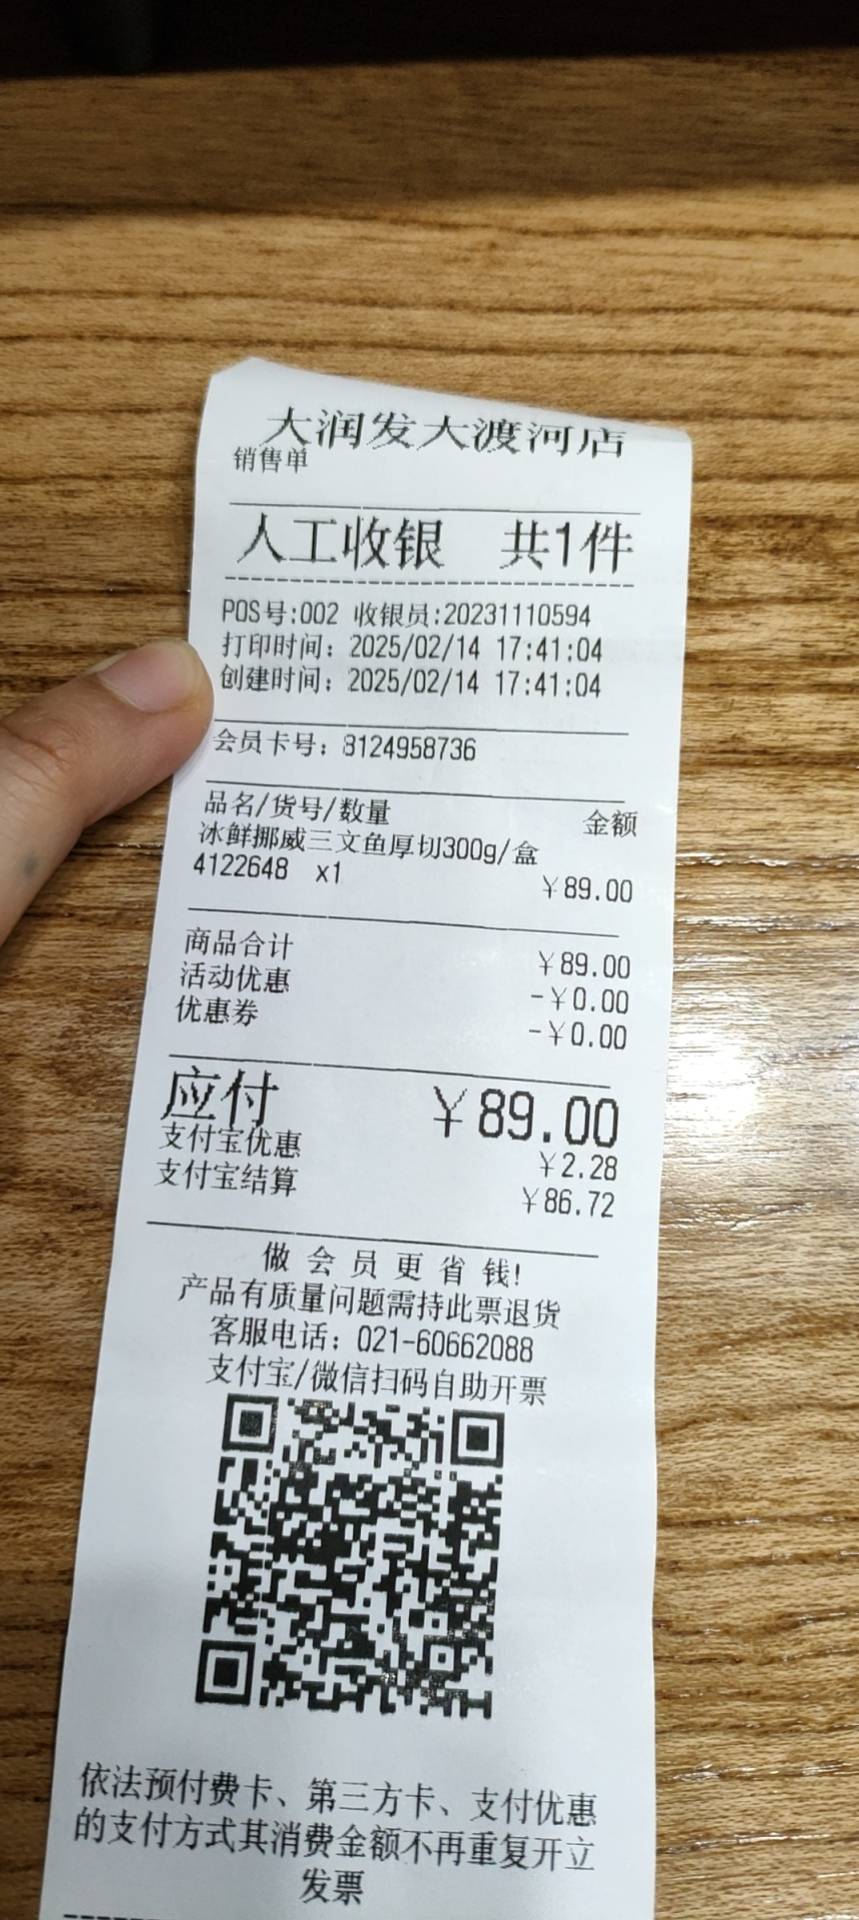 大润发大渡河店
销售单
人工收银 共1件
POS号:002 收银员:20231110594
打印时间：2025/02/14 17:41:04
创建时间：2025/02/14 17:41:04
会员卡号：8124958736
品名/货号/数量 金额
冰鲜挪威三文鱼厚切300g/盒
4122648 x1 ￥89.00
商品合计 ￥89.00
活动优惠 -￥0.00
优惠券 -￥0.00
应付 ￥89.00
支付宝优惠 ￥2.28
支付宝结算 ￥86.72
做会员更省钱!
产品有质量问题需持此票退货
客服电话：021-60662088
支付宝/微信扫码自助开票
依法预付费卡、第三方卡、支付优惠
的支付方式其消费金额不再重复开立
发票